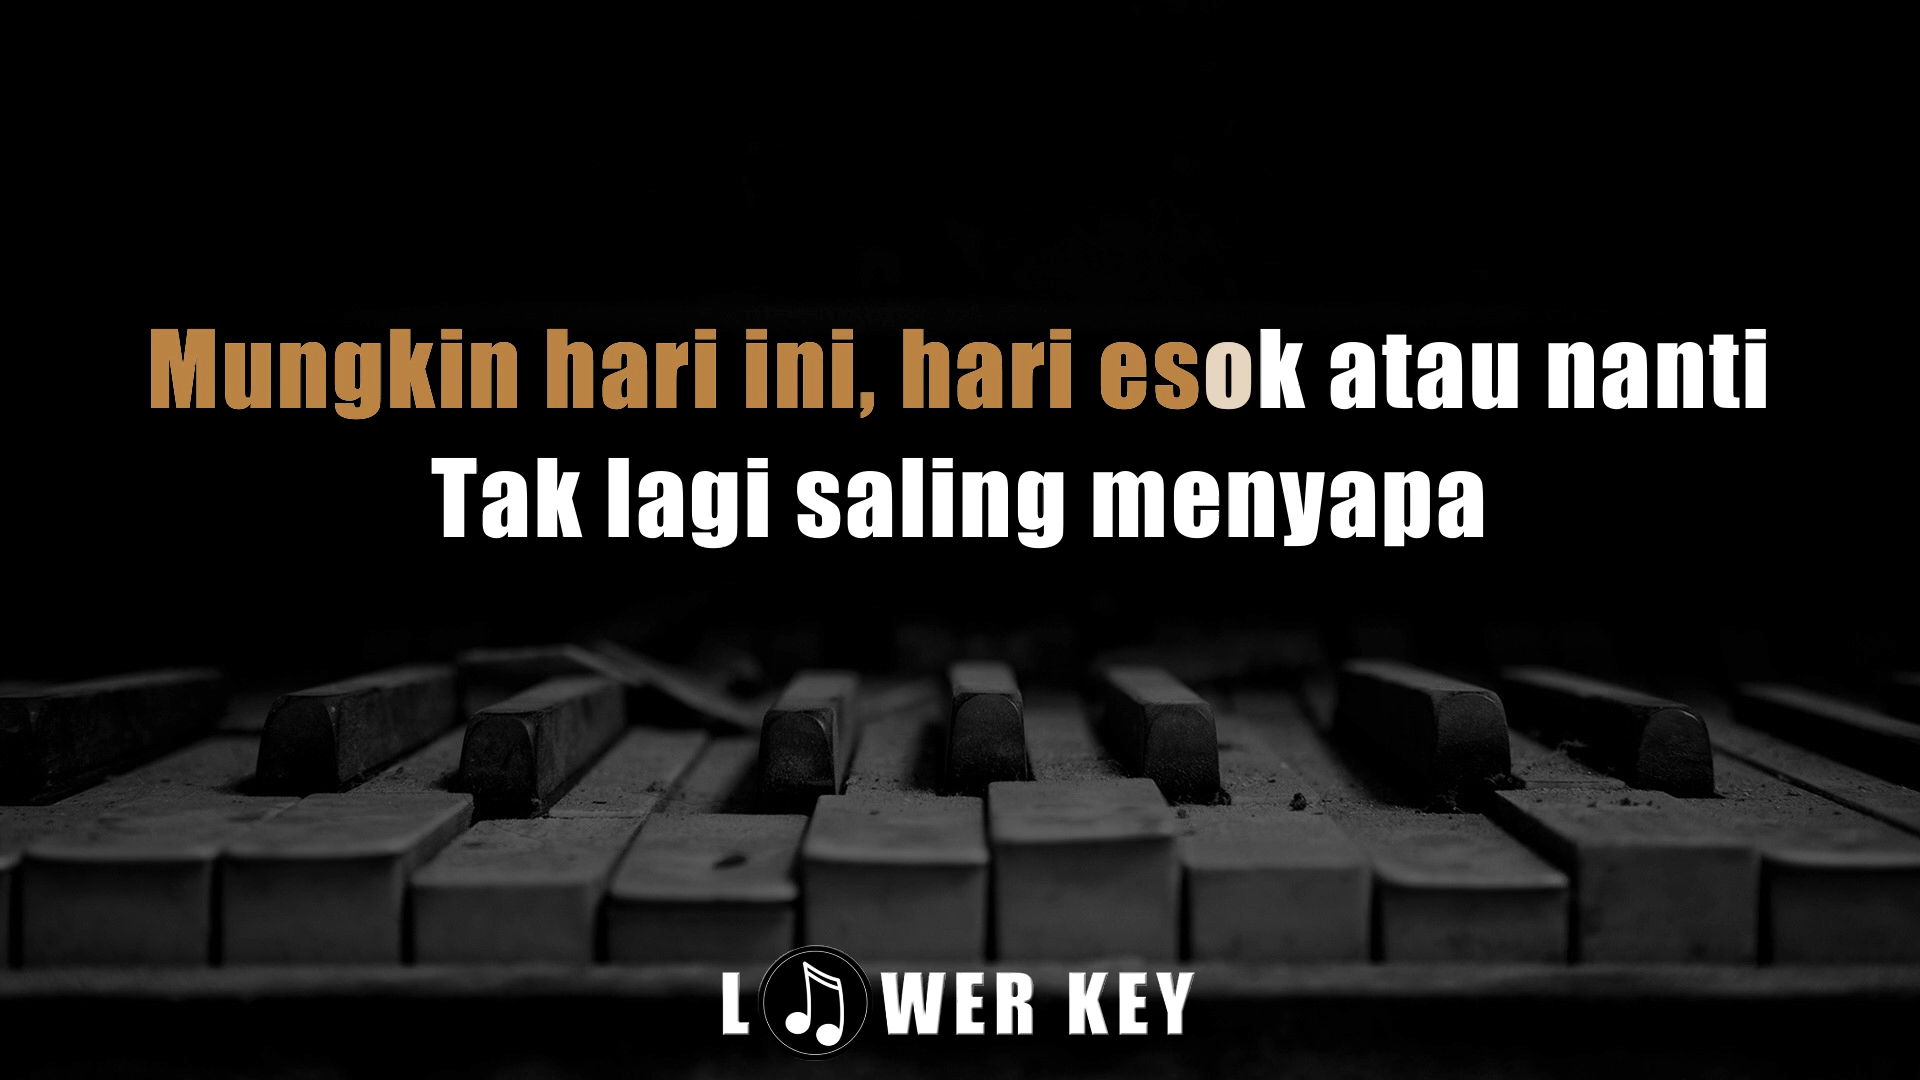 Mungkin hari ini, hari esok atau nanti
Tak lagi saling menyapa
LOWER KEY